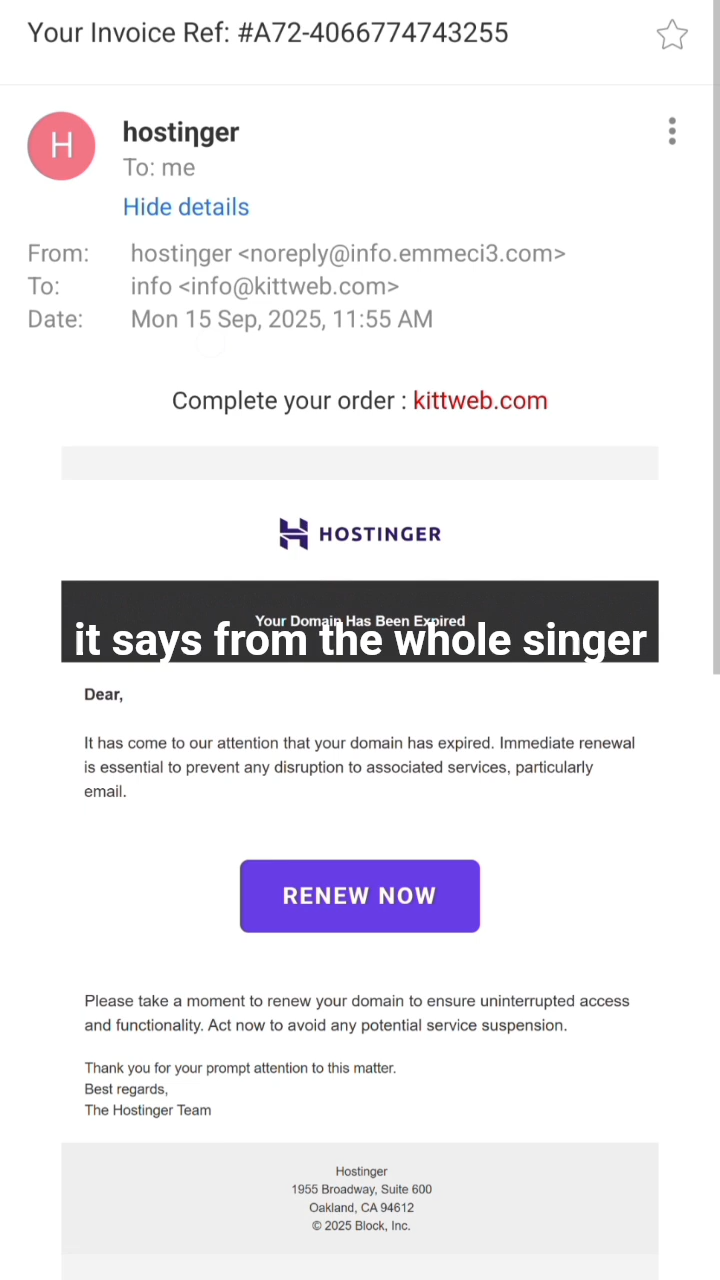 Your Invoice Ref: #A72-4066774743255
H
hostiηger
To: me
Hide details
From: hostiηger <noreply@info.emmeci3.com>
To: info <info@kittweb.com>
Date: Mon 15 Sep, 2025, 11:55 AM
Complete your order : kittweb.com
HOSTINGER
Your Domain Has Been Expired
it says from the whole singer
Dear,
It has come to our attention that your domain has expired. Immediate renewal
is essential to prevent any disruption to associated services, particularly
email.
RENEW NOW
Please take a moment to renew your domain to ensure uninterrupted access
and functionality. Act now to avoid any potential service suspension.
Thank you for your prompt attention to this matter.
Best regards,
The Hostinger Team
Hostinger
1955 Broadway, Suite 600
Oakland, CA 94612
© 2025 Block, Inc.